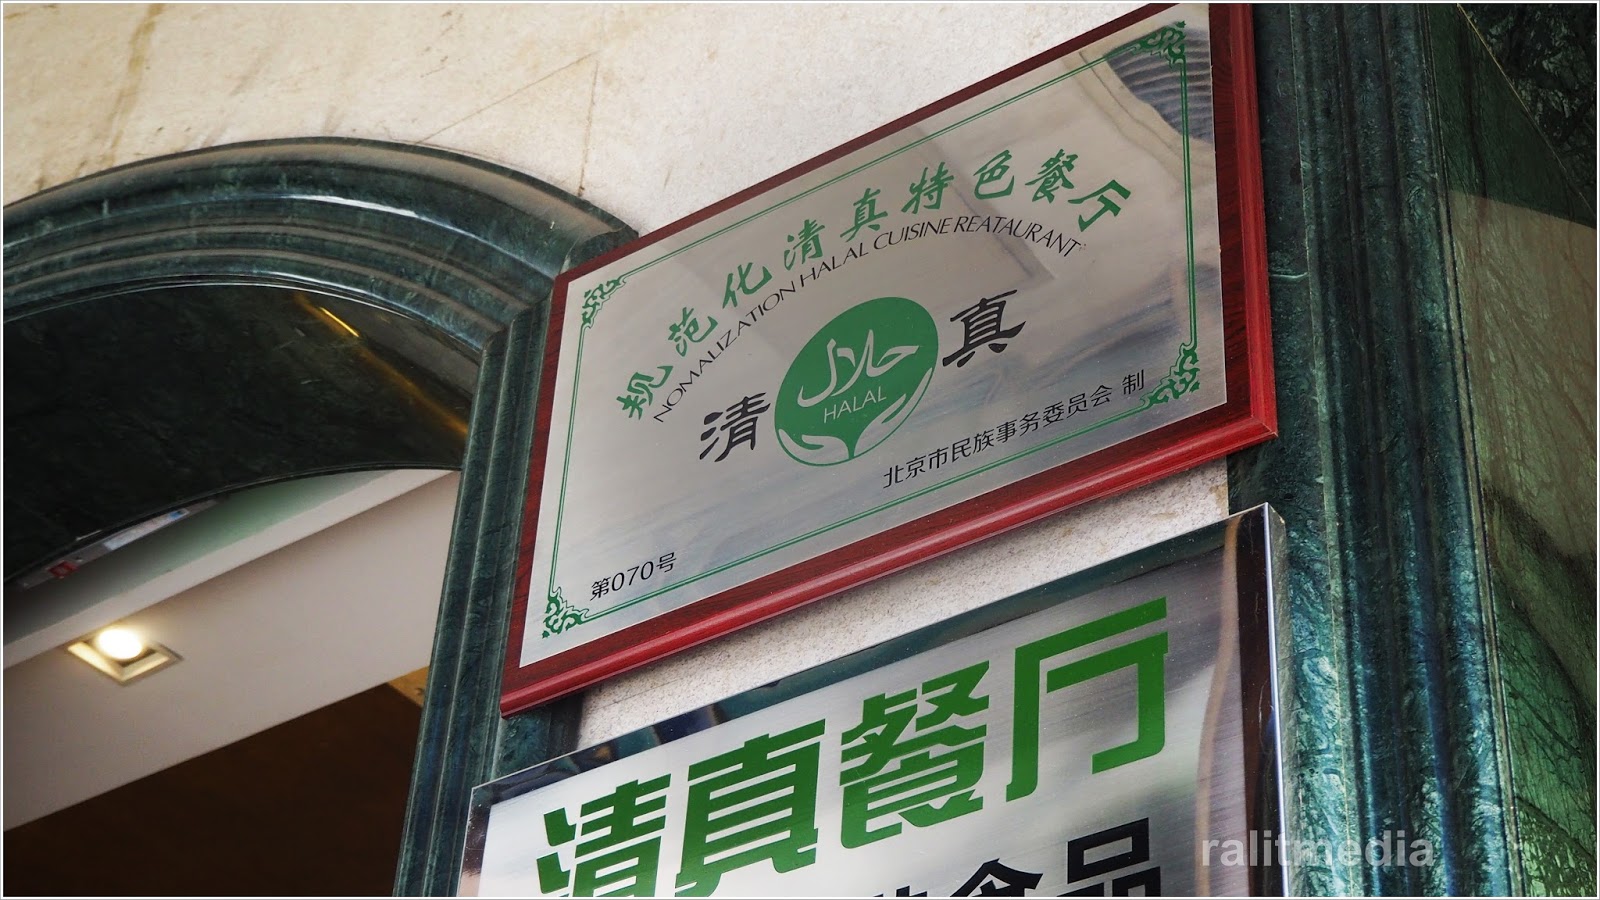 规范化清真特色餐厅
NOMALIZATION HALAL CUISINE REATAURANT
清 حلال 真
HALAL
北京市民族事务委员会 制
第070号
清真餐厅
食品
ralitmedia